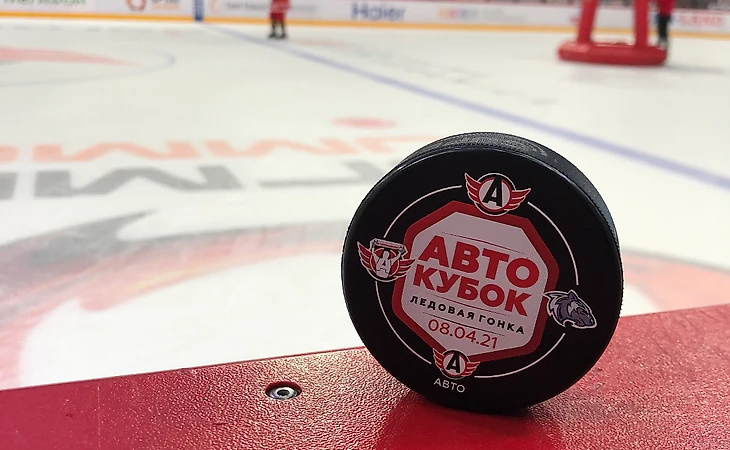 Haier
А
АВТО
КУБОК
ЛЕДОВАЯ ГОНКА
08.04.21
А
АВТО